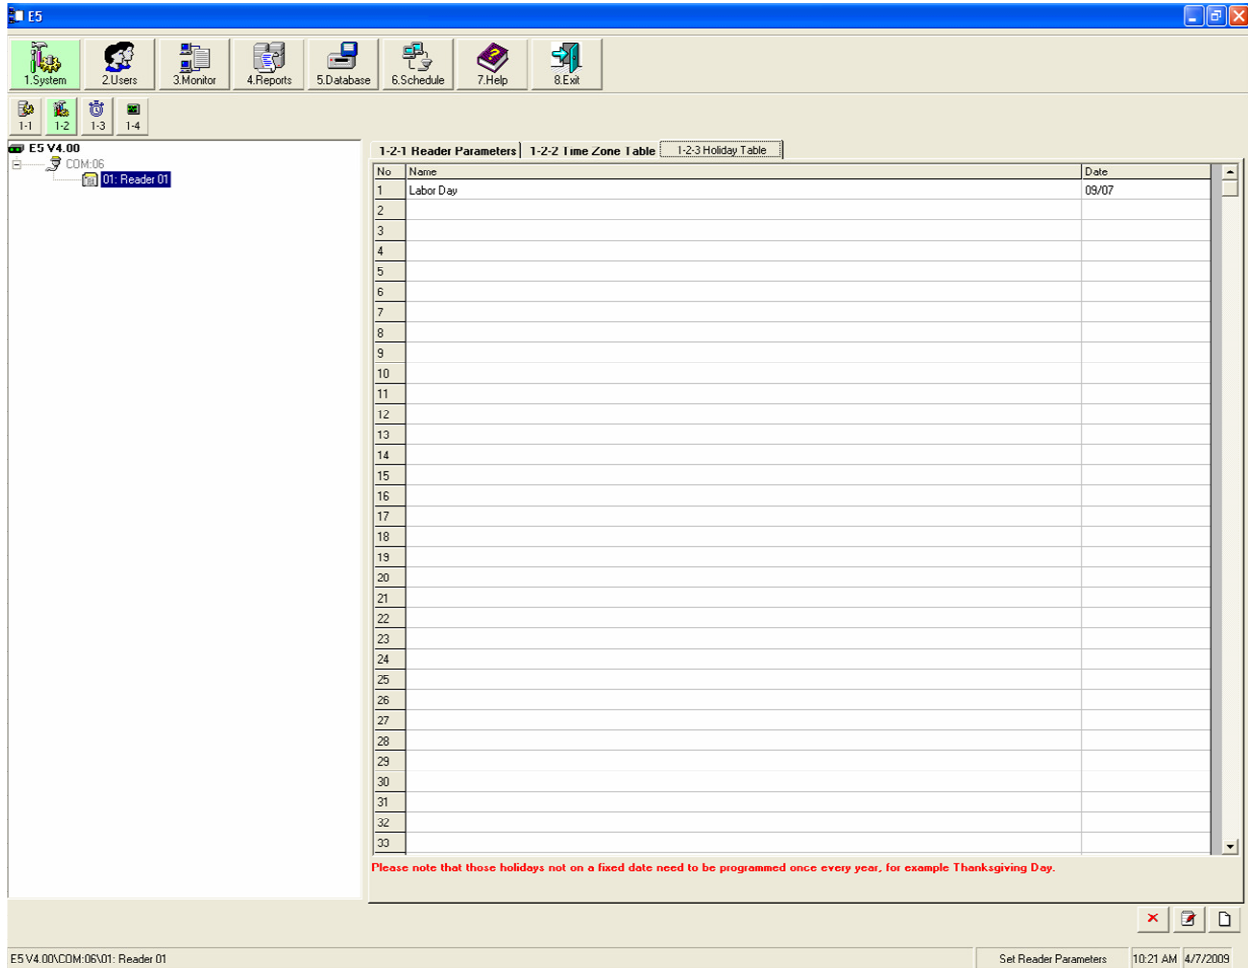 E5
1.System 2.Users 3.Monitor 4.Reports 5.Database 6.Schedule 7.Help 8.Exit
1-1 1-2 1-3 1-4
E5 V4.00
COM:06
01: Reader 01
1-2-1 Reader Parameters 1-2-2 Time Zone Table 1-2-3 Holiday Table
No Name Date
1 Labor Day 09/07
2
3
4
5
6
7
8
9
10
11
12
13
14
15
16
17
18
19
20
21
22
23
24
25
26
27
28
29
30
31
32
33
Please note that those holidays not on a fixed date need to be programmed once every year, for example Thanksgiving Day.
E5 V4.00\COM:06\01: Reader 01 Set Reader Parameters 10:21 AM 4/7/2009